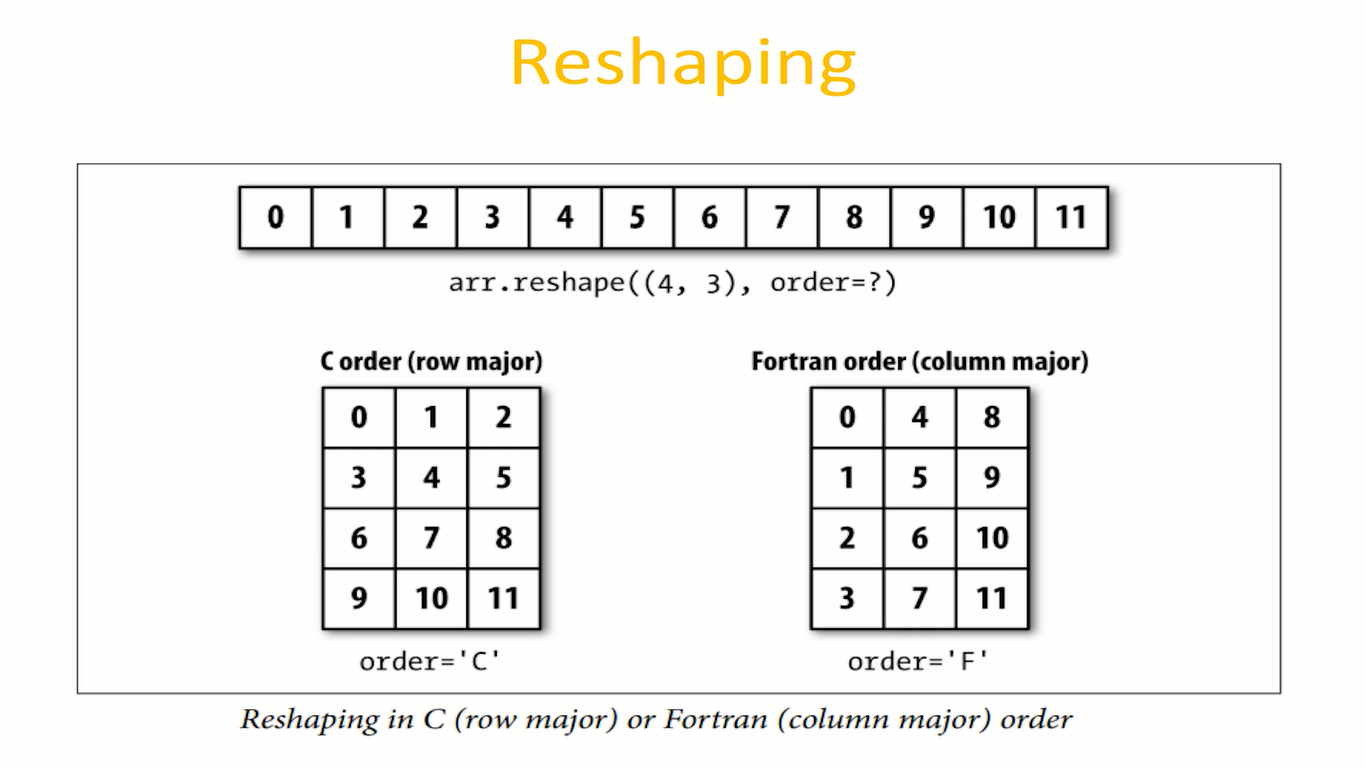 Reshaping
0 1 2 3 4 5 6 7 8 9 10 11
arr.reshape((4, 3), order=?)
C order (row major)
0 1 2
3 4 5
6 7 8
9 10 11
order='C'
Fortran order (column major)
0 4 8
1 5 9
2 6 10
3 7 11
order='F'
Reshaping in C (row major) or Fortran (column major) order